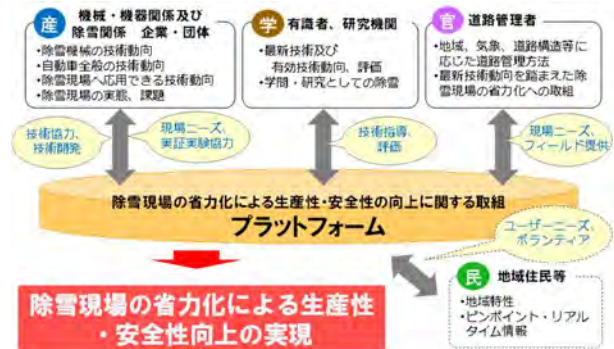 産 機械・機器関係及び
除雪関係 企業・団体
・除雪機械の技術動向
・自動車全般の技術動向
・除雪現場へ応用できる技術動向
・除雪現場の実態、課題
学 有識者、研究機関
・最新技術及び
有効技術動向、評価
・学問・研究としての除雪
官 道路管理者
・地域、気象、道路構造等に
応じた道路管理方法
・最新技術動向を踏まえた除
雪現場の省力化への取組
技術協力、
技術開発
現場ニーズ、
実証実験協力
技術指導、
評価
現場ニーズ、
フィールド提供
除雪現場の省力化による生産性・安全性の向上に関する取組
プラットフォーム
ユーザーニーズ、
ボランティア
民 地域住民等
・地域特性
・ピンポイント・リアル
タイム情報
除雪現場の省力化による生産性
・安全性向上の実現